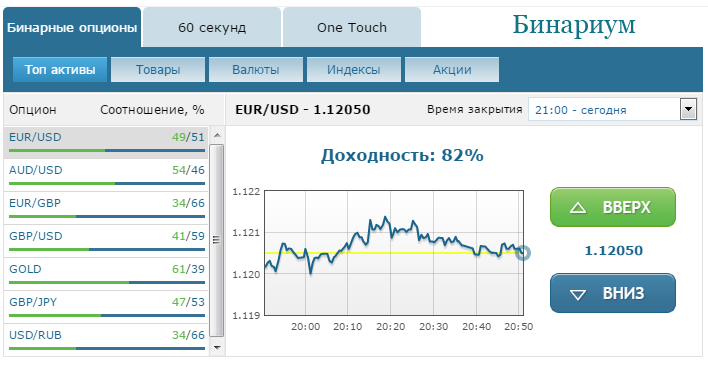 Бинарные опционы 60 секунд One Touch Бинариум
Топ активы Товары Валюты Индексы Акции
Опцион Соотношение, % EUR/USD - 1.12050 Время закрытия 21:00 - сегодня
EUR/USD 49/51
AUD/USD 54/46
EUR/GBP 34/66
GBP/USD 41/59
GOLD 61/39
GBP/JPY 47/53
USD/RUB 34/66
Доходность: 82%
1.122
1.121
1.120
1.119
20:00 20:10 20:20 20:30 20:40 20:50
ВВЕРХ
1.12050
ВНИЗ